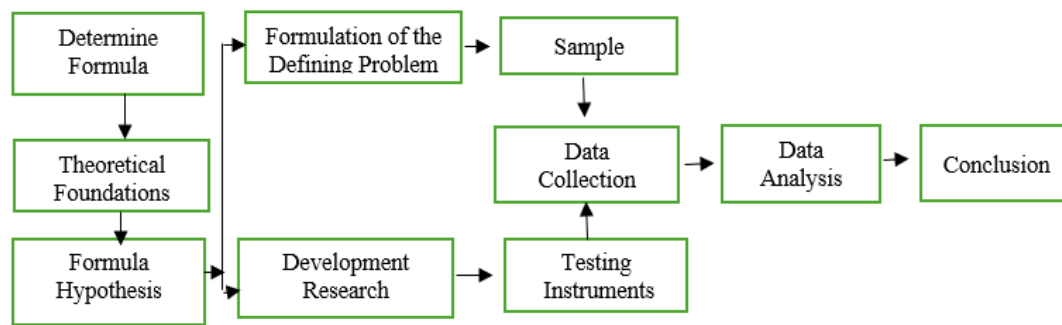 Determine
Formula
Formulation of the
Defining Problem
Sample
Theoretical
Foundations
Data
Collection
Data
Analysis
Conclusion
Formula
Hypothesis
Development
Research
Testing
Instruments